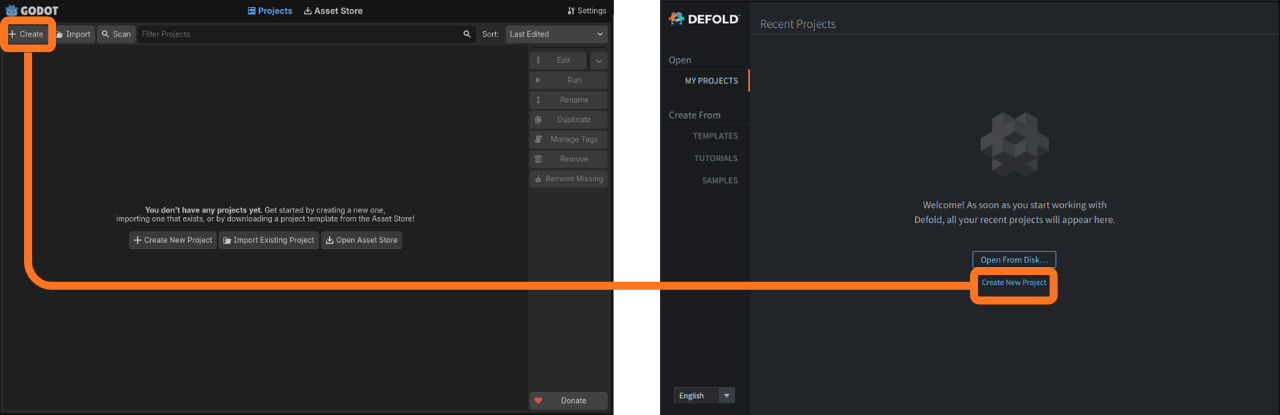 GODOT
Projects
Asset Store
Settings
Create
Import
Scan
Filter Projects
Sort:
Last Edited
Edit
Run
Rename
Duplicate
Manage Tags
Remove
Remove Missing
You don't have any projects yet. Get started by creating a new one,
importing one that exists, or by downloading a project template from the Asset Store!
Create New Project
Import Existing Project
Open Asset Store
Donate
DEFOLD
Recent Projects
Open
MY PROJECTS
Create From
TEMPLATES
TUTORIALS
SAMPLES
Welcome! As soon as you start working with
Defold, all your recent projects will appear here.
Open From Disk...
Create New Project
English